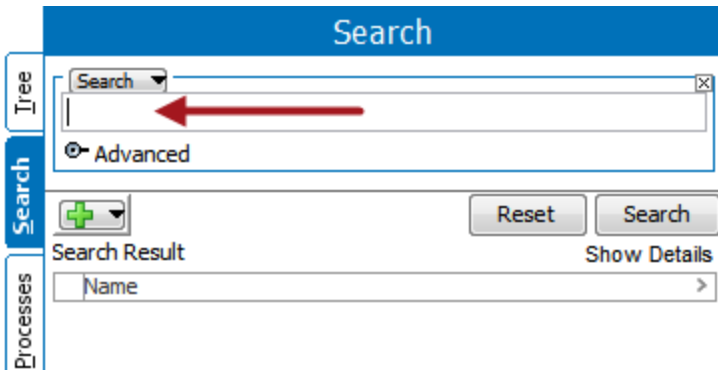 Search
Tree
Search
Advanced
Search
Reset
Search
Search Result
Show Details
Name
Processes